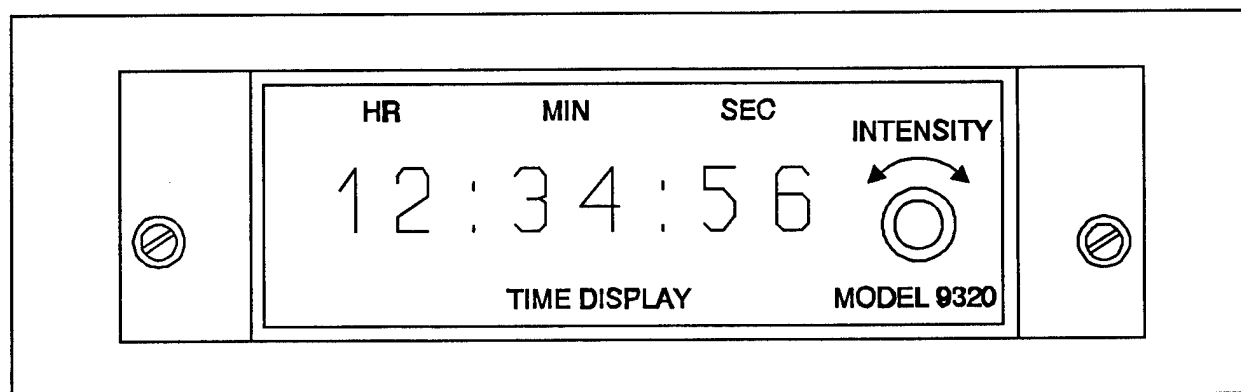 HR MIN SEC
INTENSITY
12:34:56
TIME DISPLAY
MODEL 9320